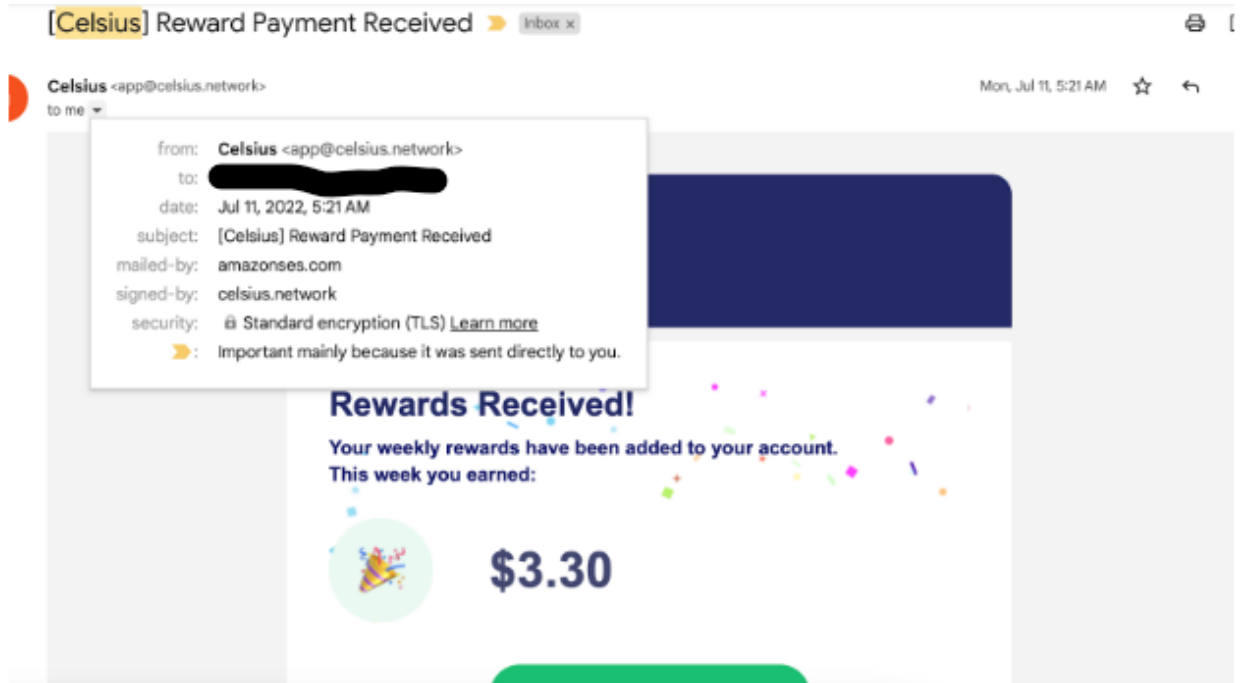 [Celsius] Reward Payment Received Inbox x
Celsius <app@celsius.network> Mon, Jul 11, 5:21 AM
to me
from: Celsius <app@celsius.network>
to:
date: Jul 11, 2022, 5:21 AM
subject: [Celsius] Reward Payment Received
mailed-by: amazonses.com
signed-by: celsius.network
security: Standard encryption (TLS) Learn more
: Important mainly because it was sent directly to you.
Rewards Received!
Your weekly rewards have been added to your account.
This week you earned:
$3.30